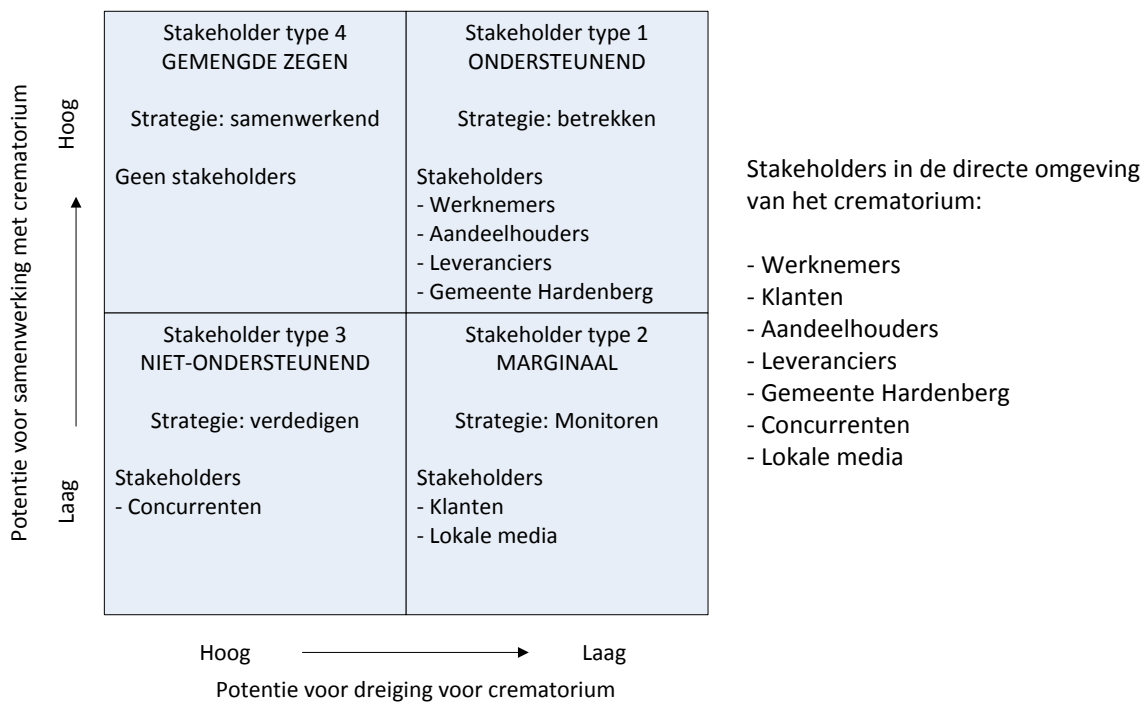 Potentie voor samenwerking met crematorium
Hoog
Laag
Stakeholder type 4
GEMENGDE ZEGEN
Strategie: samenwerkend
Geen stakeholders
Stakeholder type 1
ONDERSTEUNEND
Strategie: betrekken
Stakeholders
- Werknemers
- Aandeelhouders
- Leveranciers
- Gemeente Hardenberg
Stakeholder type 3
NIET-ONDERSTEUNEND
Strategie: verdedigen
Stakeholders
- Concurrenten
Stakeholder type 2
MARGINAAL
Strategie: Monitoren
Stakeholders
- Klanten
- Lokale media
Hoog
Laag
Potentie voor dreiging voor crematorium
Stakeholders in de directe omgeving
van het crematorium:
- Werknemers
- Klanten
- Aandeelhouders
- Leveranciers
- Gemeente Hardenberg
- Concurrenten
- Lokale media